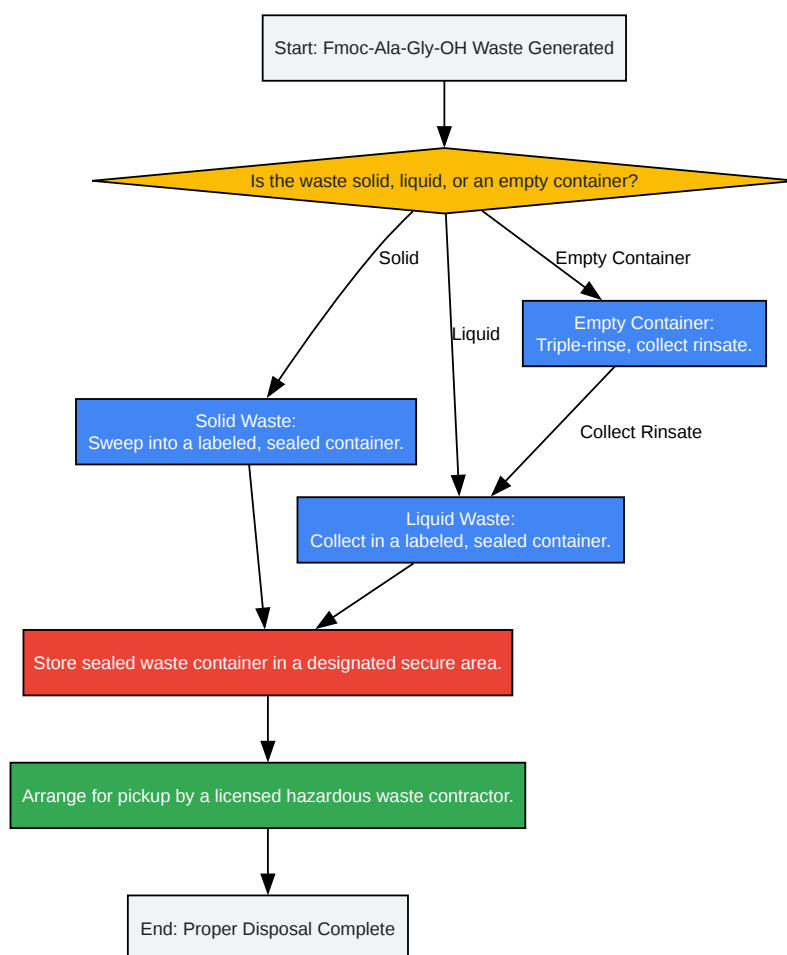 Start: Fmoc-Ala-Gly-OH Waste Generated
Is the waste solid, liquid, or an empty container?
Solid
Empty Container
Liquid
Empty Container:
Triple-rinse, collect rinsate.
Solid Waste:
Sweep into a labeled, sealed container.
Collect Rinsate
Liquid Waste:
Collect in a labeled, sealed container.
Store sealed waste container in a designated secure area.
Arrange for pickup by a licensed hazardous waste contractor.
End: Proper Disposal Complete